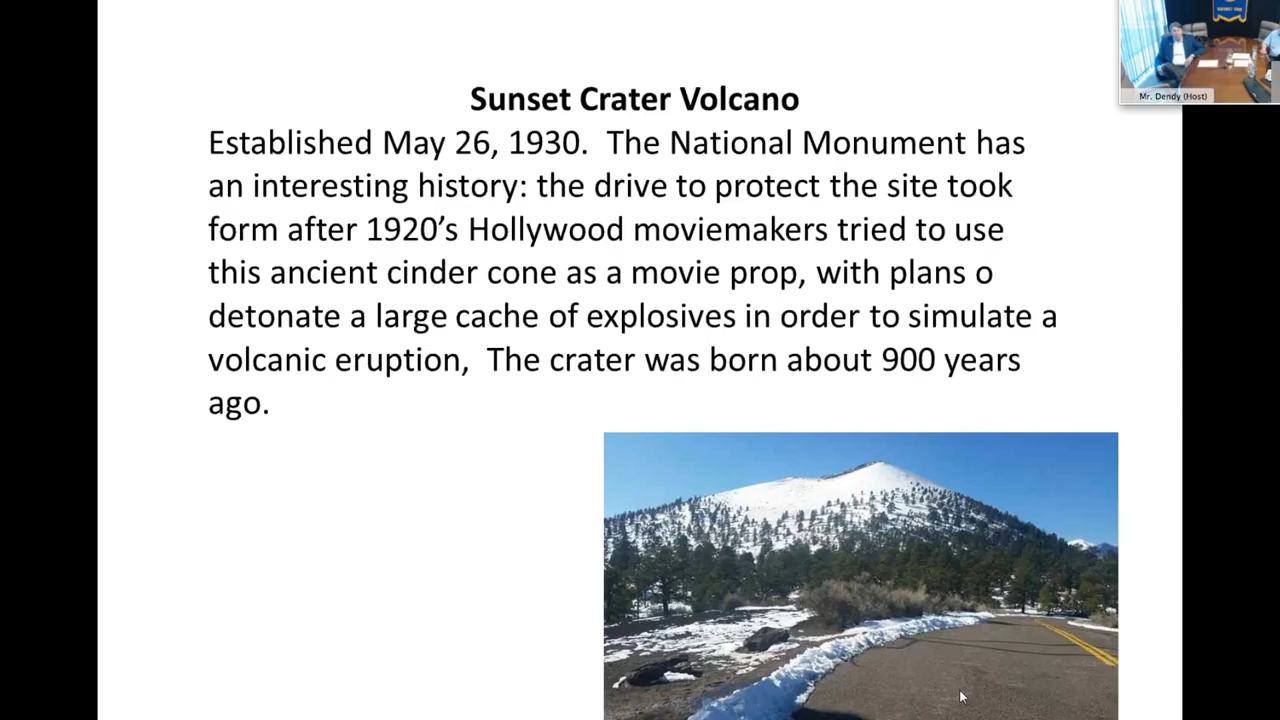 Sunset Crater Volcano
Established May 26, 1930.  The National Monument has
an interesting history: the drive to protect the site took
form after 1920’s Hollywood moviemakers tried to use
this ancient cinder cone as a movie prop, with plans o
detonate a large cache of explosives in order to simulate a
volcanic eruption,  The crater was born about 900 years
ago.
Mr. Dendy (Host)